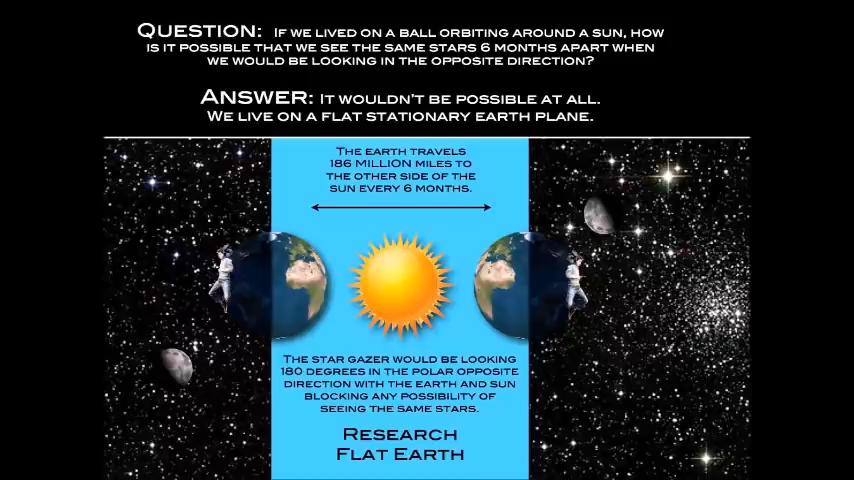 QUESTION: IF WE LIVED ON A BALL ORBITING AROUND A SUN, HOW
IS IT POSSIBLE THAT WE SEE THE SAME STARS 6 MONTHS APART WHEN
WE WOULD BE LOOKING IN THE OPPOSITE DIRECTION?
ANSWER: IT WOULDN'T BE POSSIBLE AT ALL.
WE LIVE ON A FLAT STATIONARY EARTH PLANE.
THE EARTH TRAVELS
186 MILLION MILES TO
THE OTHER SIDE OF THE
SUN EVERY 6 MONTHS.
THE STAR GAZER WOULD BE LOOKING
180 DEGREES IN THE POLAR OPPOSITE
DIRECTION WITH THE EARTH AND SUN
BLOCKING ANY POSSIBILITY OF
SEEING THE SAME STARS.
RESEARCH
FLAT EARTH